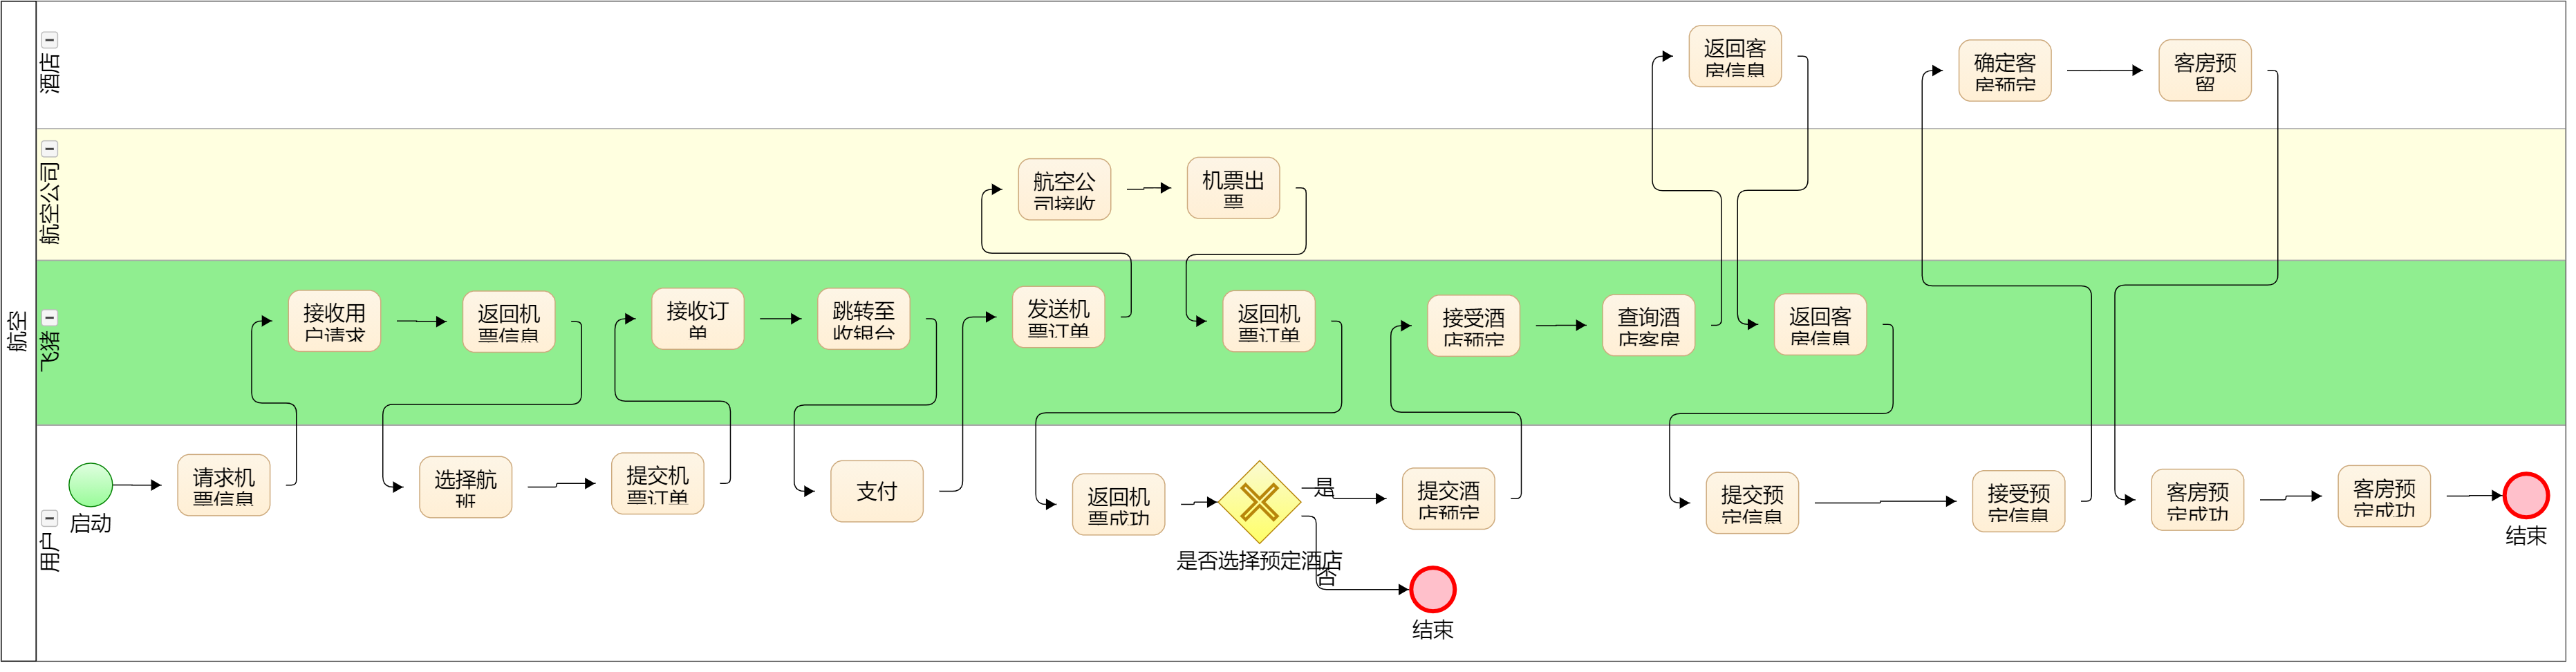 航空
酒店
返回客
房信息
确定客
房预定
客房预
留
航空公司
航空公
司接收
机票出
票
飞猪
接收用
户请求
返回机
票信息
接收订
单
跳转至
收银台
发送机
票订单
返回机
票订单
接受酒
店预定
查询酒
店客房
返回客
房信息
用户
启动
请求机
票信息
选择航
班
提交机
票订单
支付
返回机
票成功
是否选择预定酒店
是
否
提交酒
店预定
结束
提交预
定信息
接受预
定信息
客房预
定成功
客房预
定成功
结束